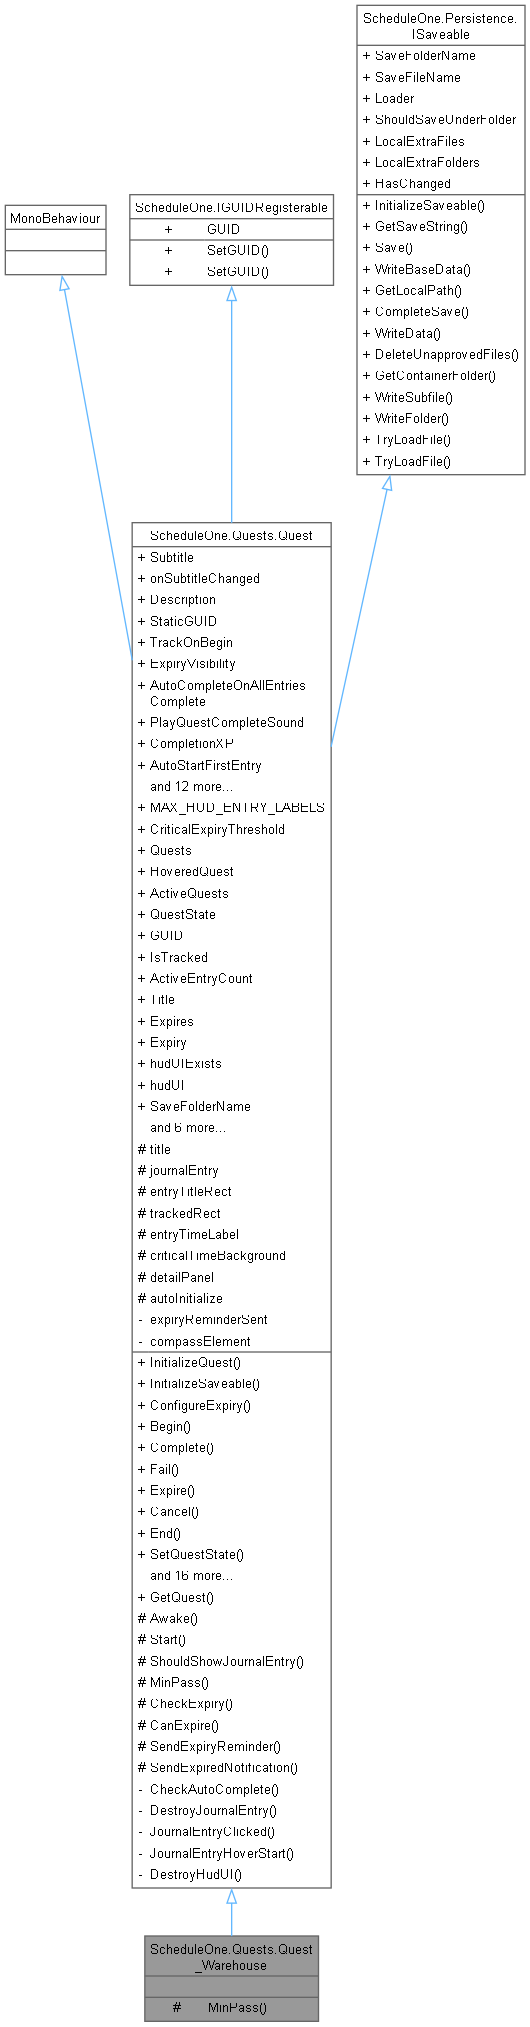 ScheduleOne.Persistence.
ISaveable
+ SaveFolderName
+ SaveFileName
+ Loader
+ ShouldSaveUnderFolder
+ LocalExtraFiles
+ LocalExtraFolders
+ HasChanged
+ InitializeSaveable()
+ GetSaveString()
+ Save()
+ WriteBaseData()
+ GetLocalPath()
+ CompleteSave()
+ WriteData()
+ DeleteUnapprovedFiles()
+ GetContainerFolder()
+ WriteSubfile()
+ WriteFolder()
+ TryLoadFile()
+ TryLoadFile()
MonoBehaviour
ScheduleOne.IGUIDRegisterable
+ GUID
+ SetGUID()
+ SetGUID()
ScheduleOne.Quests.Quest
+ Subtitle
+ onSubtitleChanged
+ Description
+ StaticGUID
+ TrackOnBegin
+ ExpiryVisibility
+ AutoCompleteOnAllEntries
Complete
+ PlayQuestCompleteSound
+ CompletionXP
+ AutoStartFirstEntry
and 12 more...
+ MAX_HUD_ENTRY_LABELS
+ CriticalExpiryThreshold
+ Quests
+ HoveredQuest
+ ActiveQuests
+ QuestState
+ GUID
+ IsTracked
+ ActiveEntryCount
+ Title
+ Expires
+ Expiry
+ hudUIExists
+ hudUI
+ SaveFolderName
and 6 more...
# title
# journalEntry
# entryTitleRect
# trackedRect
# entryTimeLabel
# criticalTimeBackground
# detailPanel
# autoInitialize
- expiryReminderSent
- compassElement
+ InitializeQuest()
+ InitializeSaveable()
+ ConfigureExpiry()
+ Begin()
+ Complete()
+ Fail()
+ Expire()
+ Cancel()
+ End()
+ SetQuestState()
and 16 more...
+ GetQuest()
# Awake()
# Start()
# ShouldShowJournalEntry()
# MinPass()
# CheckExpiry()
# CanExpire()
# SendExpiryReminder()
# SendExpiredNotification()
- CheckAutoComplete()
- DestroyJournalEntry()
- JournalEntryClicked()
- JournalEntryHoverStart()
- DestroyHudUI()
ScheduleOne.Quests.Quest
_Warehouse
# MinPass()